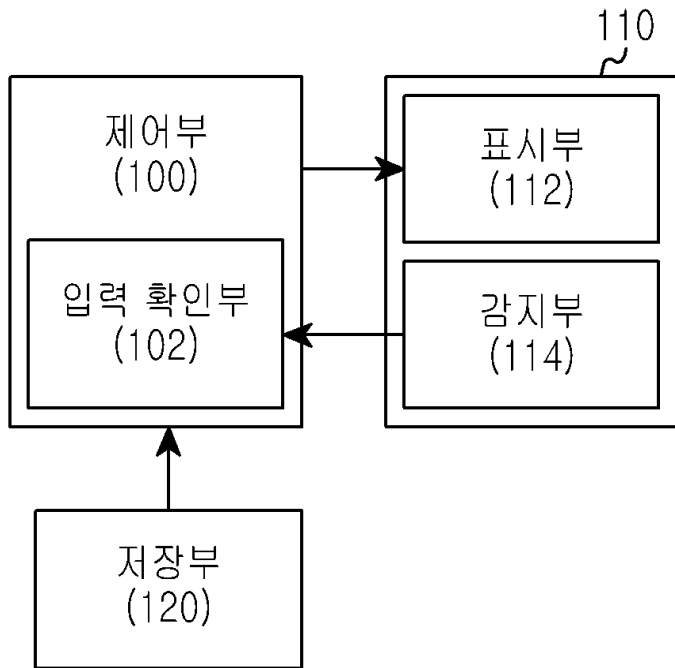 110
제어부
(100)
표시부
(112)
입력 확인부
(102)
감지부
(114)
저장부
(120)